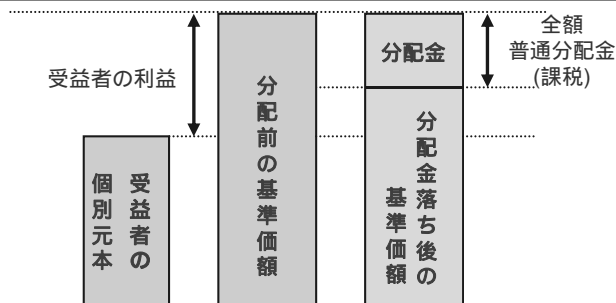 受益者の利益
受益者の
個別元本
分配前の基準価額
分配金
分配金落ち後の
基準価額
全額
普通分配金
(課税)